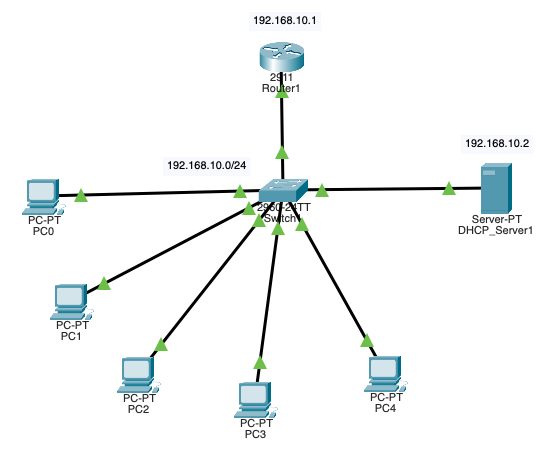 192.168.10.1
2911
Router1
192.168.10.0/24
192.168.10.2
2960-24TT
Switch
PC-PT
PC0
Server-PT
DHCP_Server1
PC-PT
PC1
PC-PT
PC2
PC-PT
PC3
PC-PT
PC4